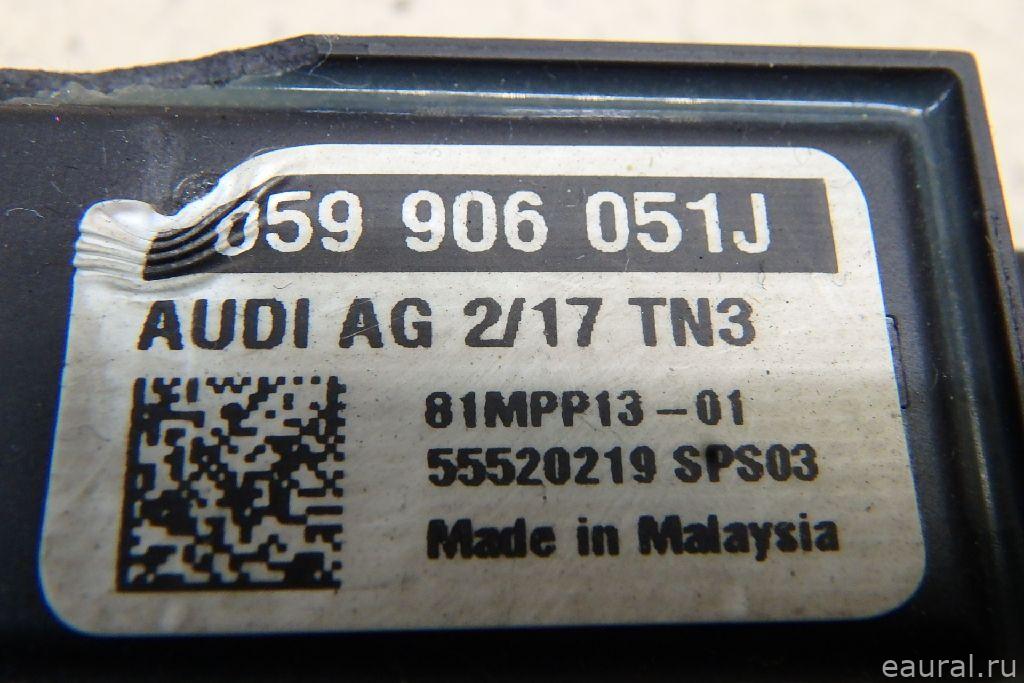 059 906 051J
AUDI AG 2/17 TN3
81MPP13-01
55520219 SPS03
Made in Malaysia
eaural.ru